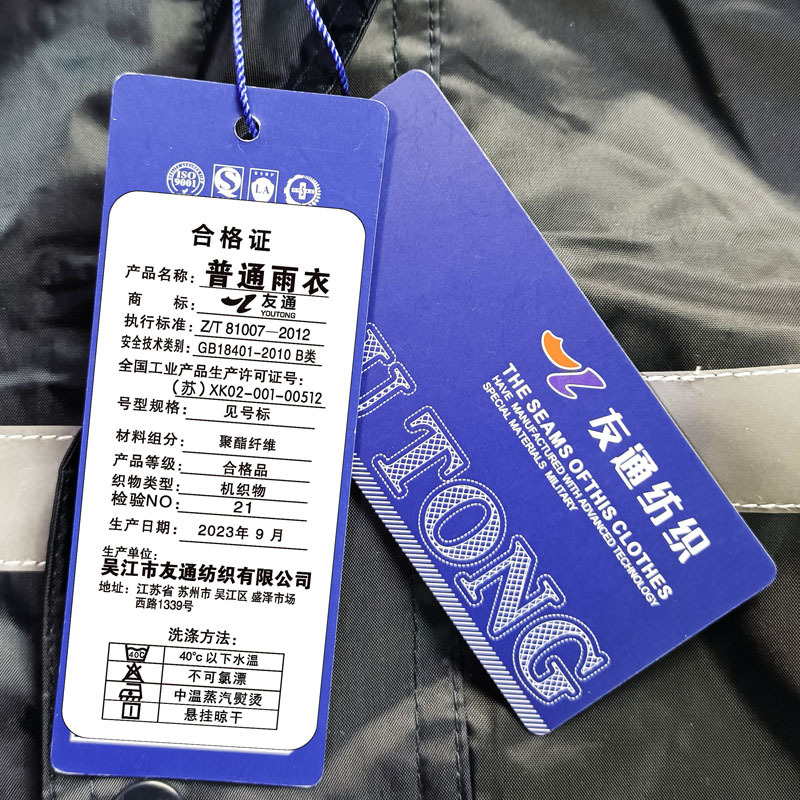 ISO
9001
S
LA
合格证
产品名称: 普通雨衣
商 标: 友通
YOUTONG
执行标准: Z/T 81007—2012
安全技术类别: GB18401-2010 B类
全国工业产品生产许可证号:
(苏) XK02-001-00512
号型规格: 见号标
材料组分: 聚酯纤维
产品等级: 合格品
织物类型: 机织物
检验NO: 21
生产日期: 2023年 9 月
生产单位:
吴江市友通纺织有限公司
地址: 江苏省 苏州市 吴江区 盛泽市场
西路1339号
洗涤方法:
40C 40℃以下水温
不可氯漂
中温蒸汽熨烫
悬挂晾干
友通纺织
THE SEAMS OFTHIS CLOTHES
HAVE MANUFACTURED WITH ADVANCED TECHNOLOGY
SPECIAL MATERIALS MILITARY
U TONG